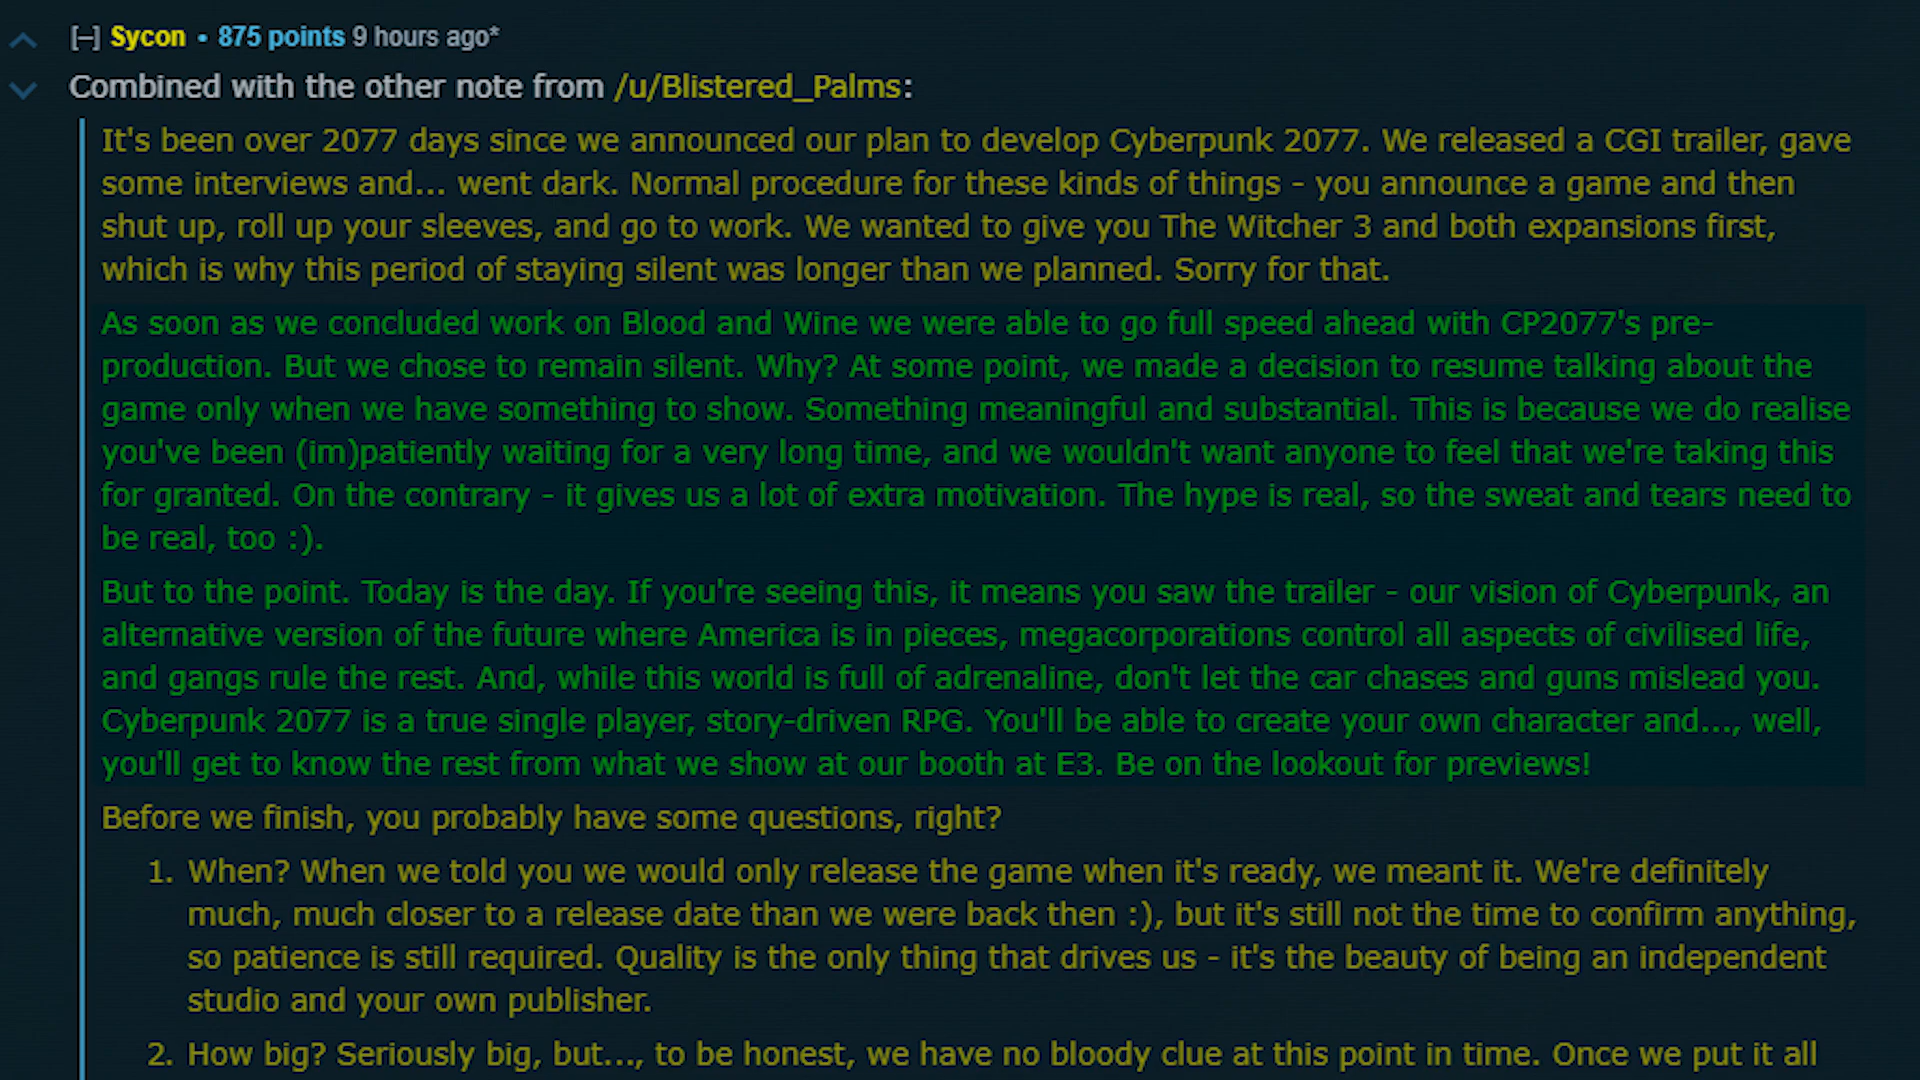 [–] Sycon • 875 points 9 hours ago*
Combined with the other note from /u/Blistered_Palms:
It's been over 2077 days since we announced our plan to develop Cyberpunk 2077. We released a CGI trailer, gave
some interviews and... went dark. Normal procedure for these kinds of things - you announce a game and then
shut up, roll up your sleeves, and go to work. We wanted to give you The Witcher 3 and both expansions first,
which is why this period of staying silent was longer than we planned. Sorry for that.
As soon as we concluded work on Blood and Wine we were able to go full speed ahead with CP2077's pre-
production. But we chose to remain silent. Why? At some point, we made a decision to resume talking about the
game only when we have something to show. Something meaningful and substantial. This is because we do realise
you've been (im)patiently waiting for a very long time, and we wouldn't want anyone to feel that we're taking this
for granted. On the contrary - it gives us a lot of extra motivation. The hype is real, so the sweat and tears need to
be real, too :).
But to the point. Today is the day. If you're seeing this, it means you saw the trailer - our vision of Cyberpunk, an
alternative version of the future where America is in pieces, megacorporations control all aspects of civilised life,
and gangs rule the rest. And, while this world is full of adrenaline, don't let the car chases and guns mislead you.
Cyberpunk 2077 is a true single player, story-driven RPG. You'll be able to create your own character and..., well,
you'll get to know the rest from what we show at our booth at E3. Be on the lookout for previews!
Before we finish, you probably have some questions, right?
1. When? When we told you we would only release the game when it's ready, we meant it. We're definitely
much, much closer to a release date than we were back then :), but it's still not the time to confirm anything,
so patience is still required. Quality is the only thing that drives us - it's the beauty of being an independent
studio and your own publisher.
2. How big? Seriously big, but..., to be honest, we have no bloody clue at this point in time. Once we put it all